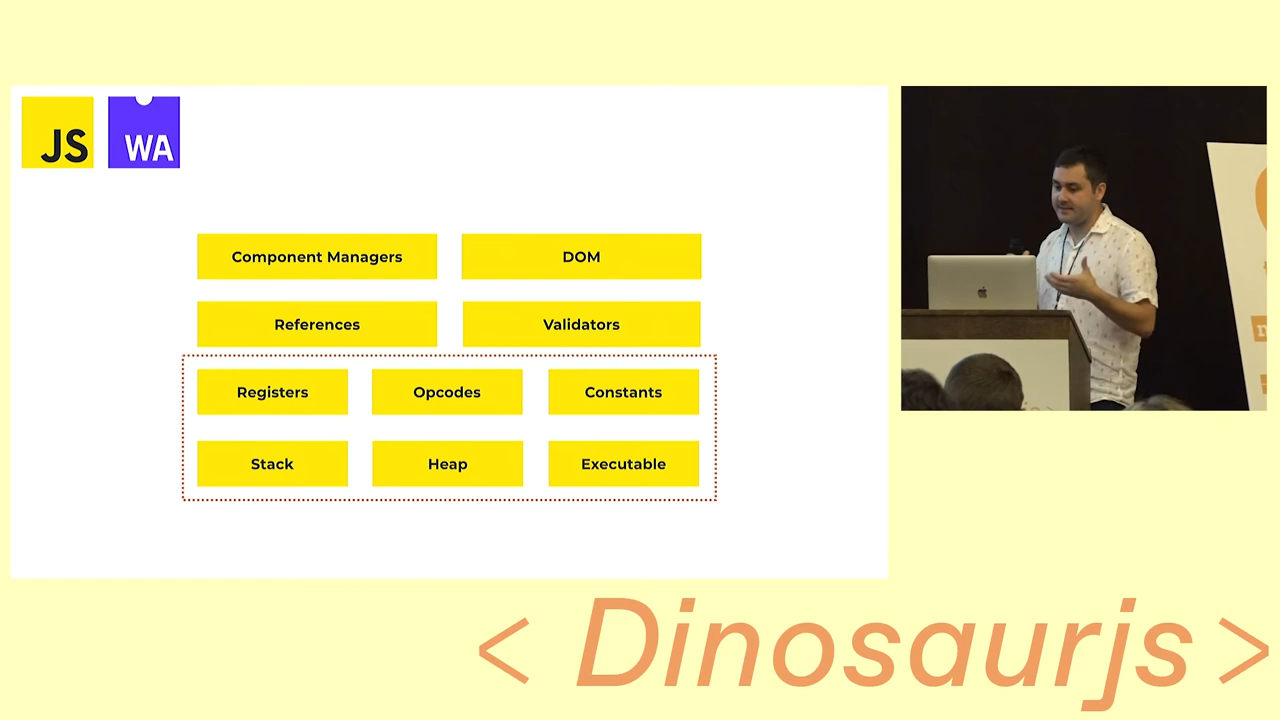 JS WA
Component Managers DOM
References Validators
Registers Opcodes Constants
Stack Heap Executable
< Dinosaurjs >